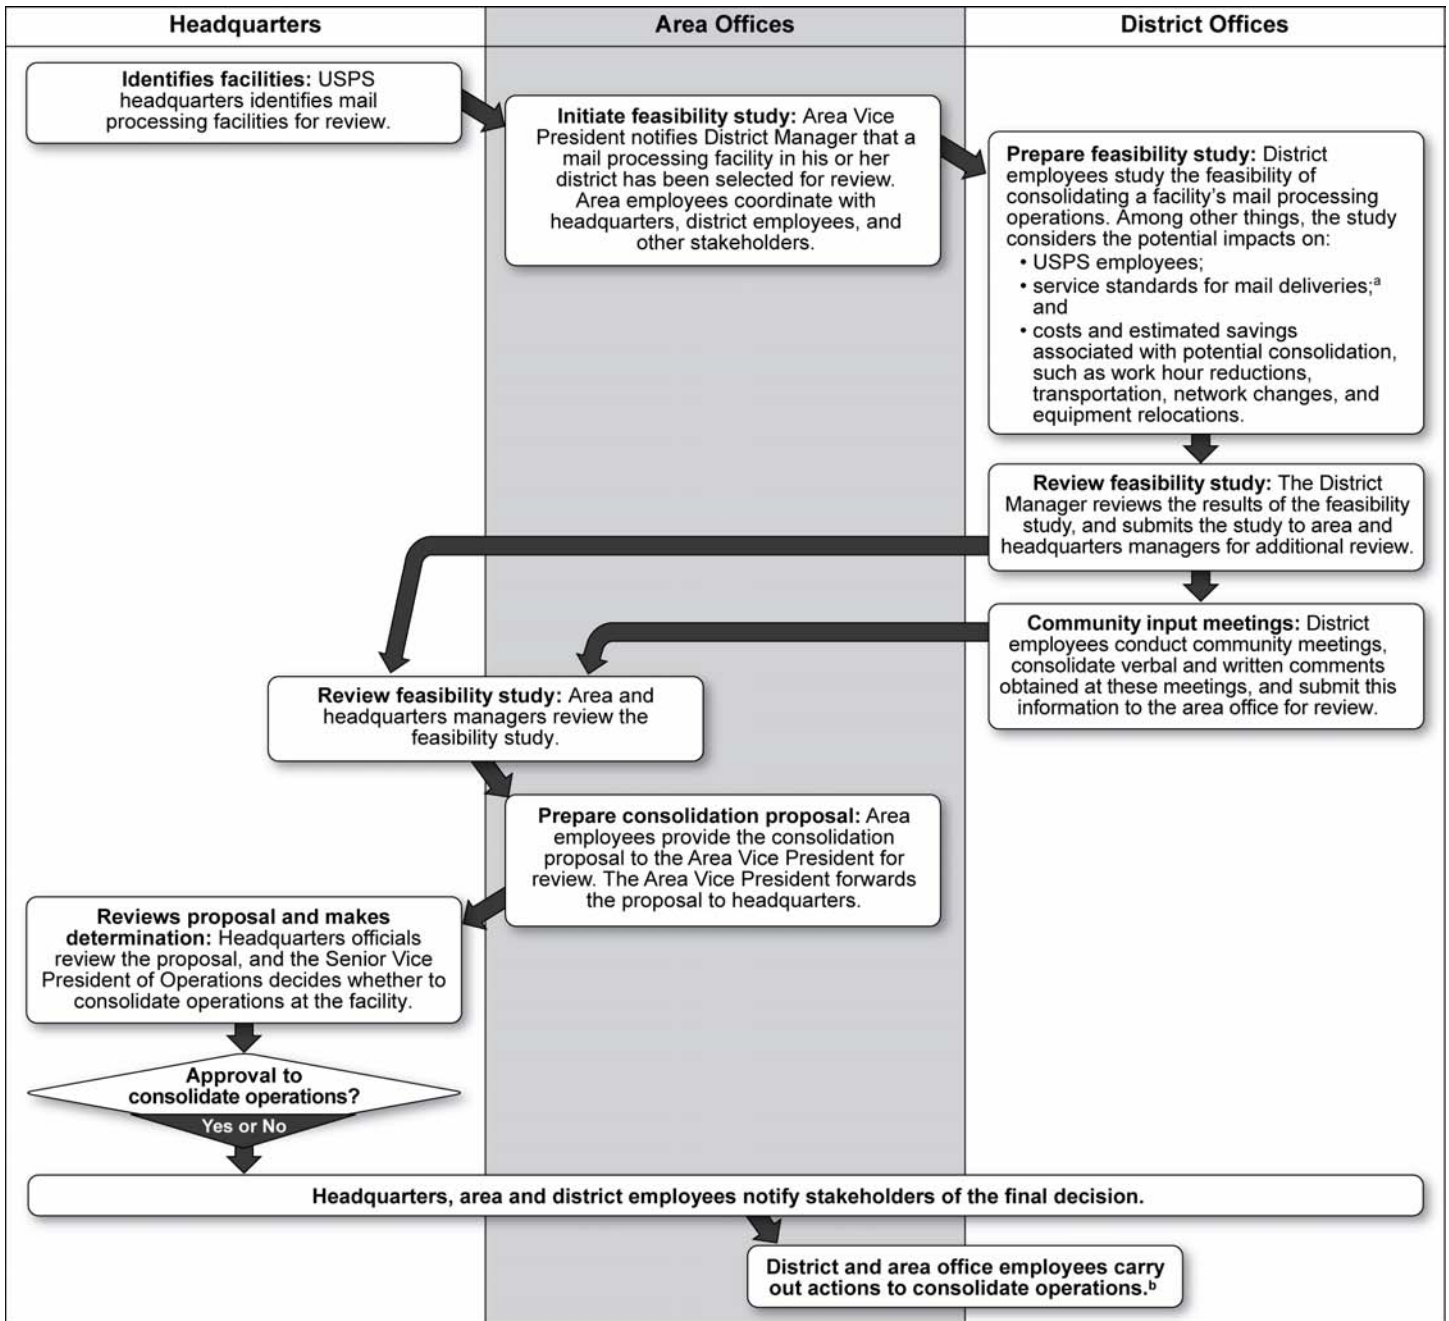 Headquarters
Area Offices
District Offices
Identifies facilities: USPS
headquarters identifies mail
processing facilities for review.
Initiate feasibility study: Area Vice
President notifies District Manager that a
mail processing facility in his or her
district has been selected for review.
Area employees coordinate with
headquarters, district employees, and
other stakeholders.
Prepare feasibility study: District
employees study the feasibility of
consolidating a facility's mail processing
operations. Among other things, the study
considers the potential impacts on:
• USPS employees;
• service standards for mail deliveries;a
and
• costs and estimated savings
associated with potential consolidation,
such as work hour reductions,
transportation, network changes, and
equipment relocations.
Review feasibility study: The District
Manager reviews the results of the feasibility
study, and submits the study to area and
headquarters managers for additional review.
Community input meetings: District
employees conduct community meetings,
consolidate verbal and written comments
obtained at these meetings, and submit this
information to the area office for review.
Review feasibility study: Area and
headquarters managers review the
feasibility study.
Prepare consolidation proposal: Area
employees provide the consolidation
proposal to the Area Vice President for
review. The Area Vice President forwards
the proposal to headquarters.
Reviews proposal and makes
determination: Headquarters officials
review the proposal, and the Senior Vice
President of Operations decides whether to
consolidate operations at the facility.
Approval to
consolidate operations?
Yes or No
Headquarters, area and district employees notify stakeholders of the final decision.
District and area office employees carry
out actions to consolidate operations.b